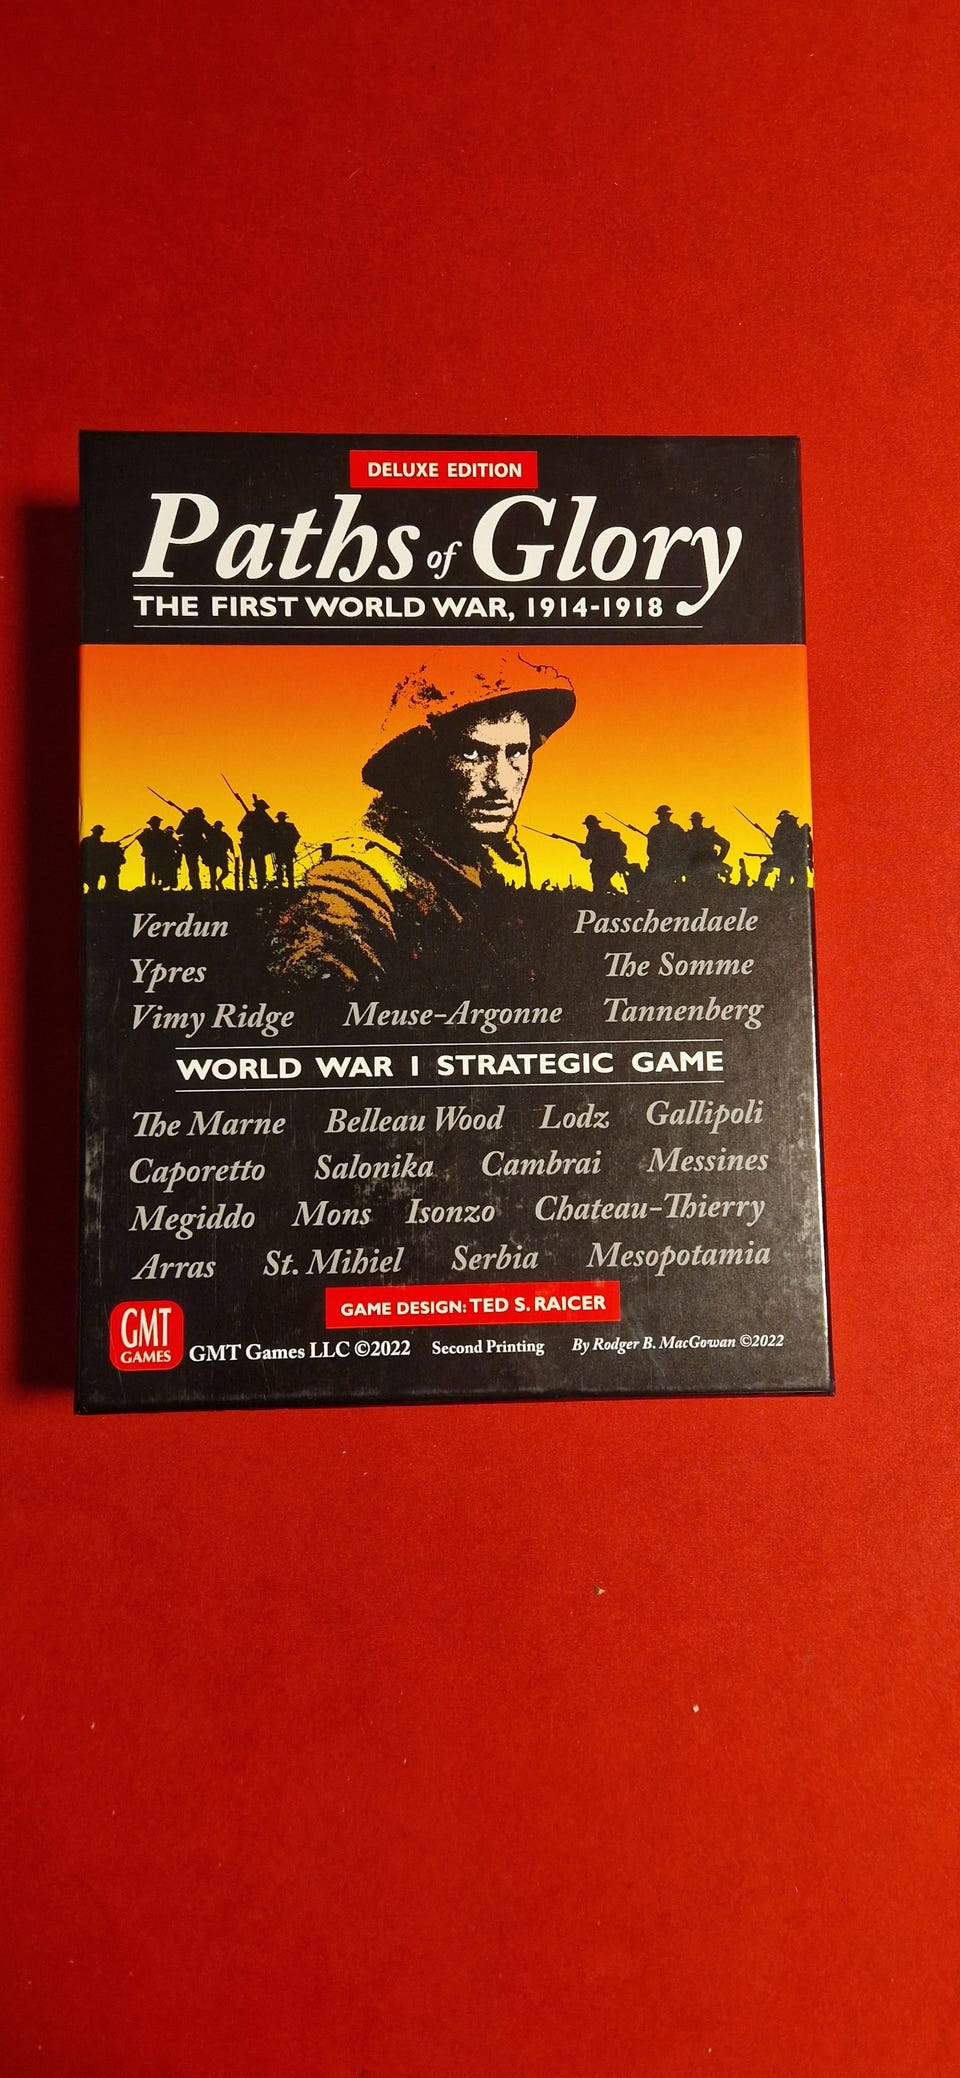 DELUXE EDITION
Paths of Glory
THE FIRST WORLD WAR, 1914-1918
Verdun Passchendaele
Ypres The Somme
Vimy Ridge Meuse-Argonne Tannenberg
WORLD WAR I STRATEGIC GAME
The Marne Belleau Wood Lodz Gallipoli
Caporetto Salonika Cambrai Messines
Megiddo Mons Isonzo Chateau-Thierry
Arras St. Mihiel Serbia Mesopotamia
GAME DESIGN: TED S. RAICER
GMT
GAMES
GMT Games LLC ©2022 Second Printing By Rodger B. MacGowan ©2022